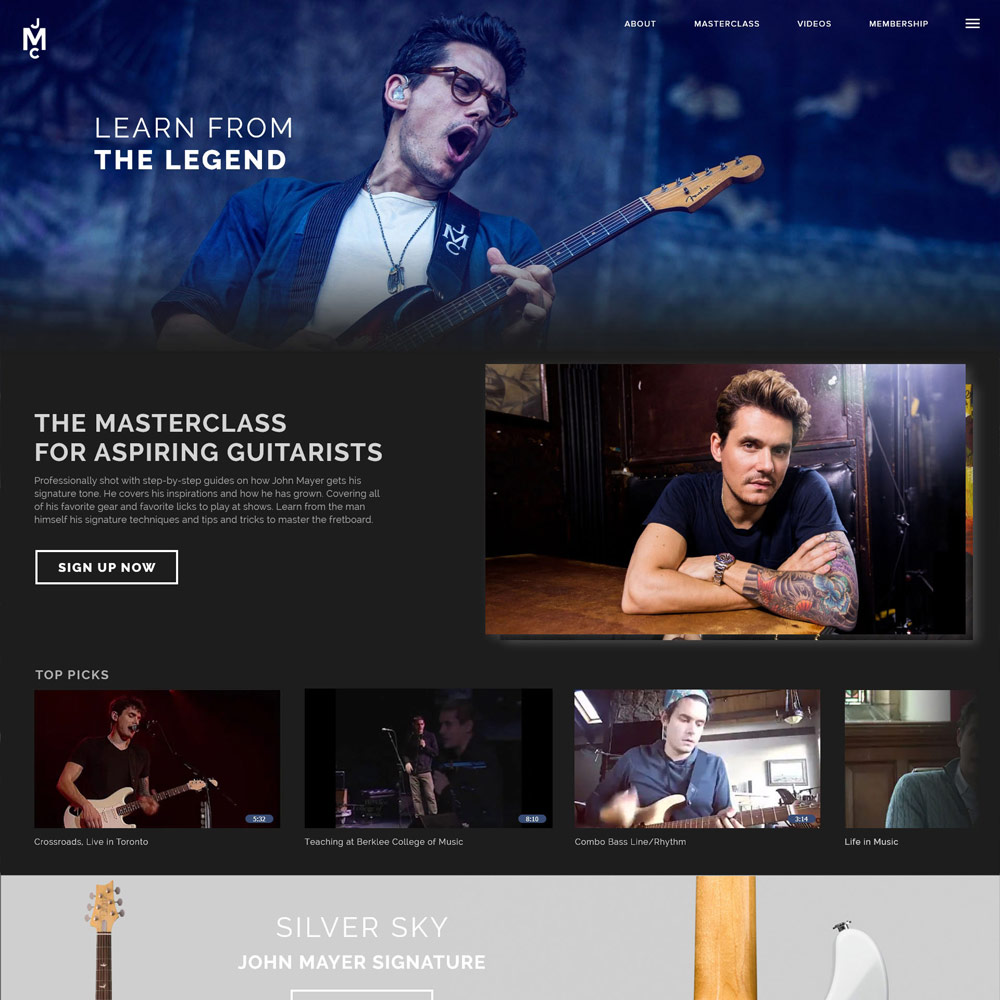 J
M
C
ABOUT
MASTERCLASS
VIDEOS
MEMBERSHIP
LEARN FROM
THE LEGEND
Fender
J
M
C
THE MASTERCLASS
FOR ASPIRING GUITARISTS
Professionally shot with step-by-step guides on how John Mayer gets his
signature tone. He covers his inspirations and how he has grown. Covering all
of his favorite gear and favorite licks to play at shows. Learn from the man
himself his signature techniques and tips and tricks to master the fretboard.
SIGN UP NOW
TOP PICKS
5:32
8:10
3:14
Crossroads, Live in Toronto
Teaching at Berklee College of Music
Combo Bass Line/Rhythm
Life in Music
SILVER SKY
JOHN MAYER SIGNATURE